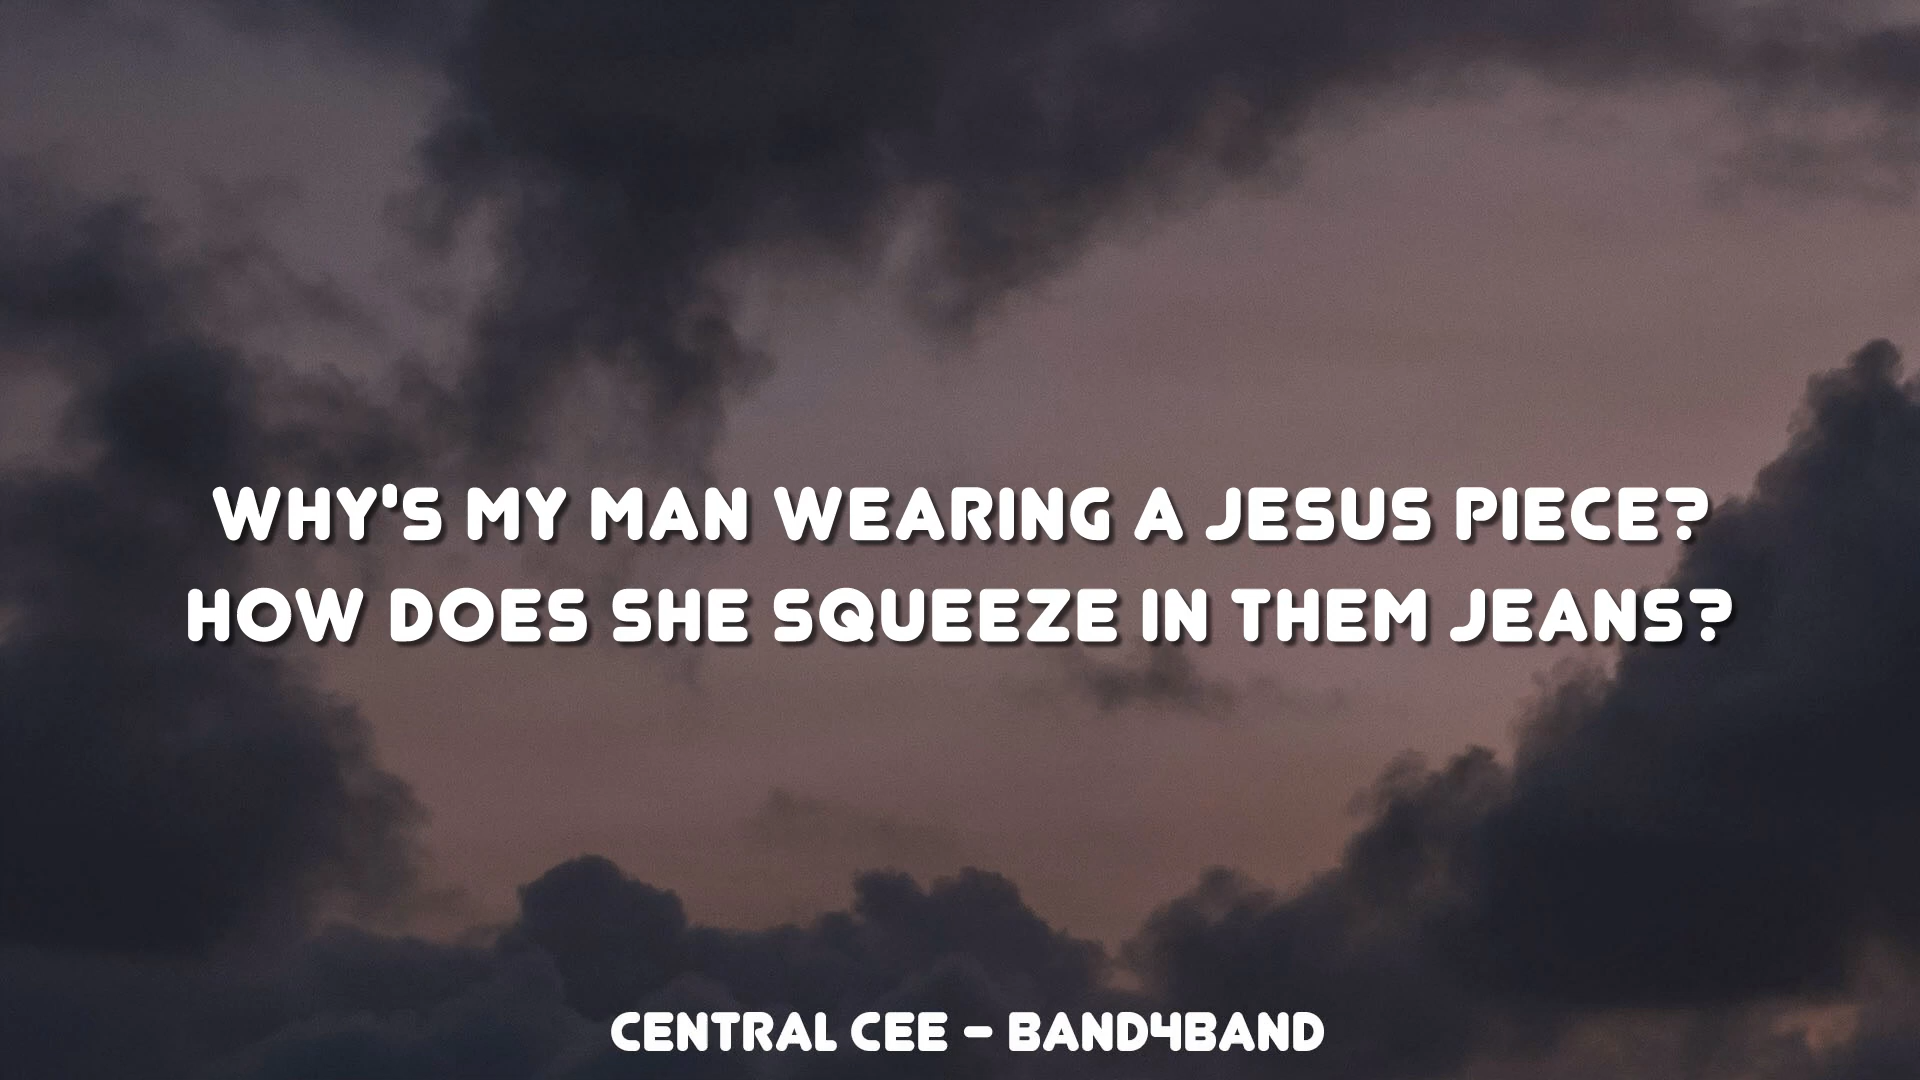 WHY'S MY MAN WEARING A JESUS PIECE?
HOW DOES SHE SQUEEZE IN THEM JEANS?
CENTRAL CEE - BAND4BAND